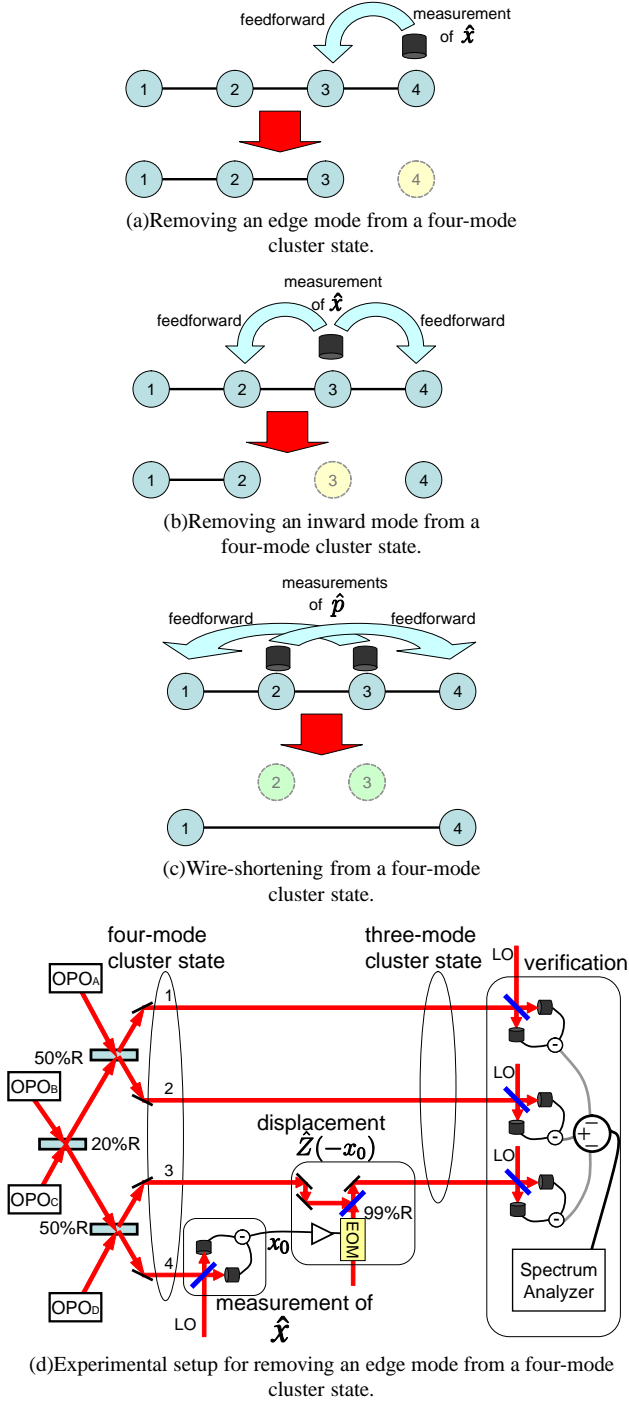 feedforward
measurement
of x̂
1 2 3 4
1 2 3 4
(a)Removing an edge mode from a four-mode
cluster state.
measurement
of x̂
feedforward feedforward
1 2 3 4
1 2 3 4
(b)Removing an inward mode from a
four-mode cluster state.
measurements
of p̂
feedforward feedforward
1 2 3 4
2 3
1 4
(c)Wire-shortening from a four-mode
cluster state.
four-mode
cluster state
three-mode
cluster state
LO
verification
OPOA
1
50%R
OPOB
2
LO
20%R
displacement
Ẑ(−x₀)
LO
OPOC
3
50%R
99%R
4
x₀
EOM
OPOD
LO
measurement of
x̂
Spectrum
Analyzer
(d)Experimental setup for removing an edge mode from a four-mode
cluster state.